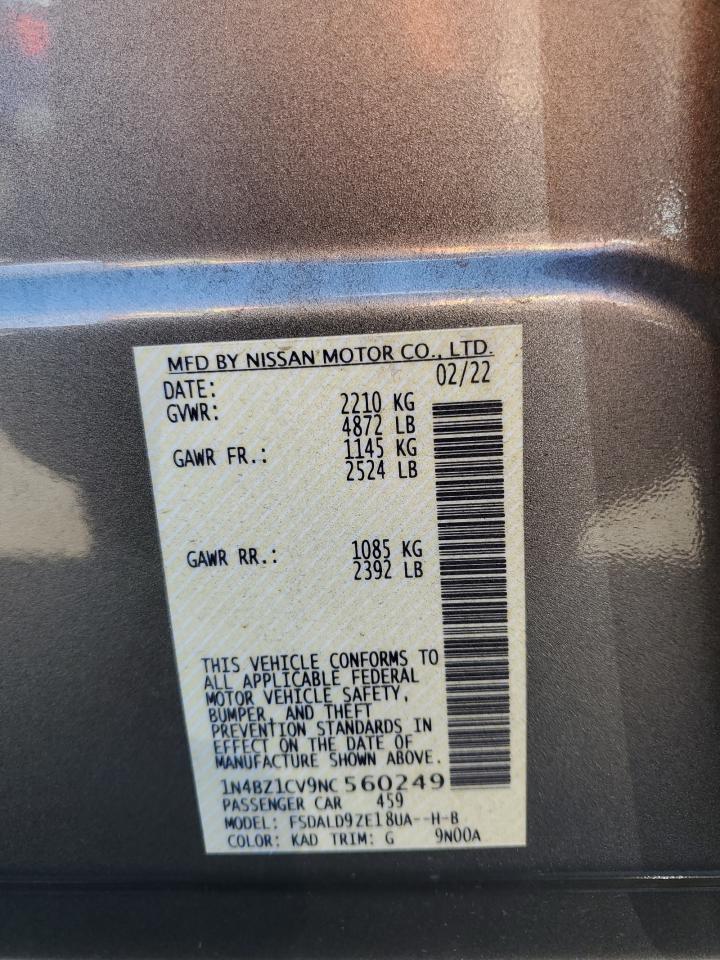 MFD BY NISSAN MOTOR CO., LTD.
DATE: 02/22
GVWR: 2210 KG
4872 LB
GAWR FR.: 1145 KG
2524 LB
GAWR RR.: 1085 KG
2392 LB
THIS VEHICLE CONFORMS TO
ALL APPLICABLE FEDERAL
MOTOR VEHICLE SAFETY,
BUMPER, AND THEFT
PREVENTION STANDARDS IN
EFFECT ON THE DATE OF
MANUFACTURE SHOWN ABOVE.
1N4BZ1CV9NC560249
PASSENGER CAR 459
MODEL: FSDALD9ZE18UA--H-B
COLOR: KAD TRIM: G 9N00A